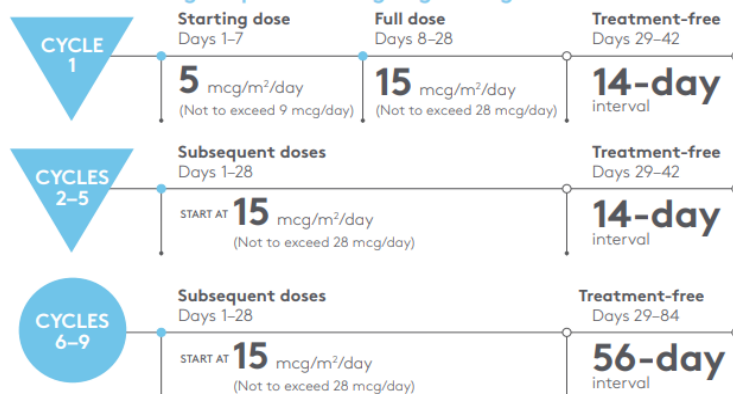 CYCLE
1
Starting dose
Days 1–7
5 mcg/m²/day
(Not to exceed 9 mcg/day)
Full dose
Days 8–28
15 mcg/m²/day
(Not to exceed 28 mcg/day)
Treatment-free
Days 29–42
14-day
interval
CYCLES
2–5
Subsequent doses
Days 1–28
START AT 15 mcg/m²/day
(Not to exceed 28 mcg/day)
Treatment-free
Days 29–42
14-day
interval
CYCLES
6–9
Subsequent doses
Days 1–28
START AT 15 mcg/m²/day
(Not to exceed 28 mcg/day)
Treatment-free
Days 29–84
56-day
interval